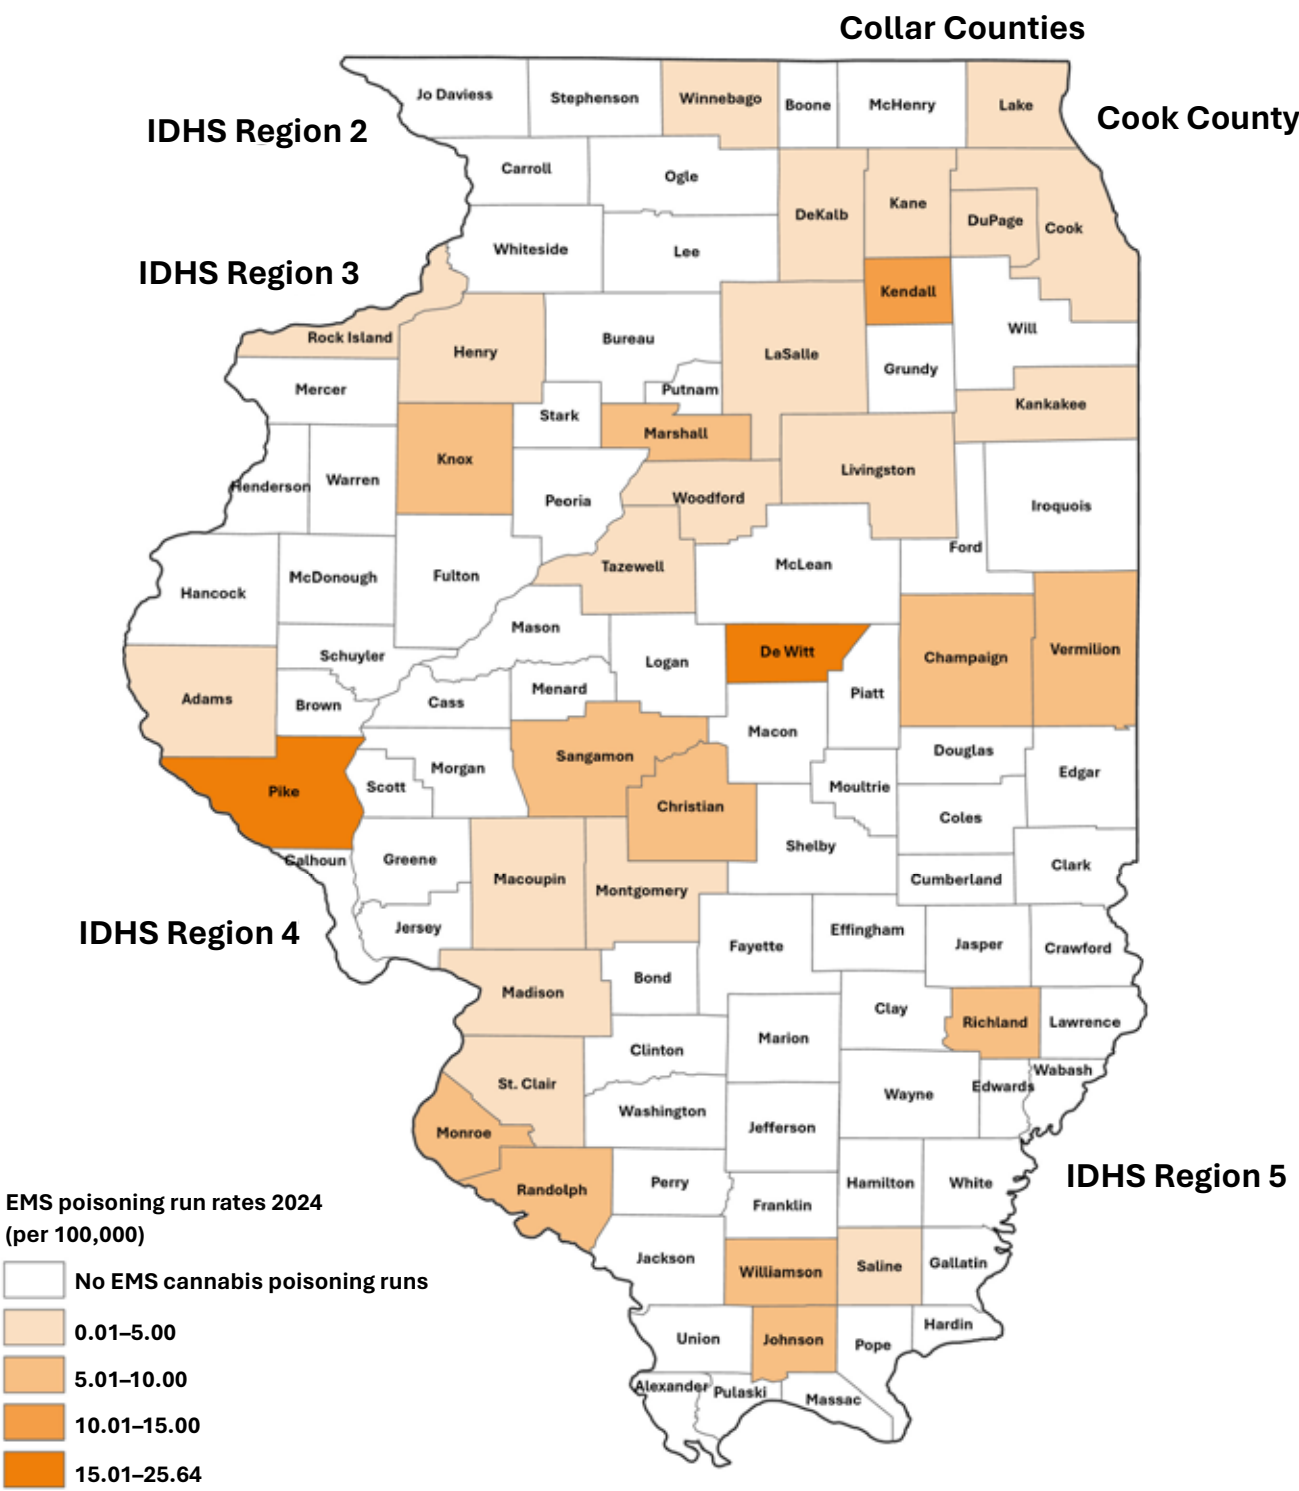 Collar Counties
Jo Daviess
Stephenson
Winnebago
Boone
McHenry
Lake
Cook County
IDHS Region 2
Carroll
Ogle
DeKalb
Kane
DuPage
Cook
Whiteside
Lee
IDHS Region 3
Kendall
Rock Island
Henry
Bureau
LaSalle
Will
Grundy
Mercer
Putnam
Kankakee
Stark
Marshall
Knox
Livingston
Henderson
Warren
Peoria
Woodford
Iroquois
Ford
Hancock
McDonough
Fulton
Tazewell
McLean
Mason
Schuyler
Logan
De Witt
Champaign
Vermilion
Adams
Brown
Cass
Menard
Piatt
Macon
Sangamon
Douglas
Edgar
Pike
Scott
Morgan
Christian
Moultrie
Coles
Calhoun
Greene
Shelby
Clark
Macoupin
Montgomery
Cumberland
IDHS Region 4
Jersey
Fayette
Effingham
Jasper
Crawford
Madison
Bond
Clay
Richland
Lawrence
Clinton
Marion
St. Clair
Wabash
Washington
Wayne
Edwards
Monroe
Jefferson
Randolph
Perry
Hamilton
White
IDHS Region 5
Franklin
Jackson
Williamson
Saline
Gallatin
Union
Johnson
Pope
Hardin
Alexander
Pulaski
Massac
EMS poisoning run rates 2024
(per 100,000)
No EMS cannabis poisoning runs
0.01–5.00
5.01–10.00
10.01–15.00
15.01–25.64